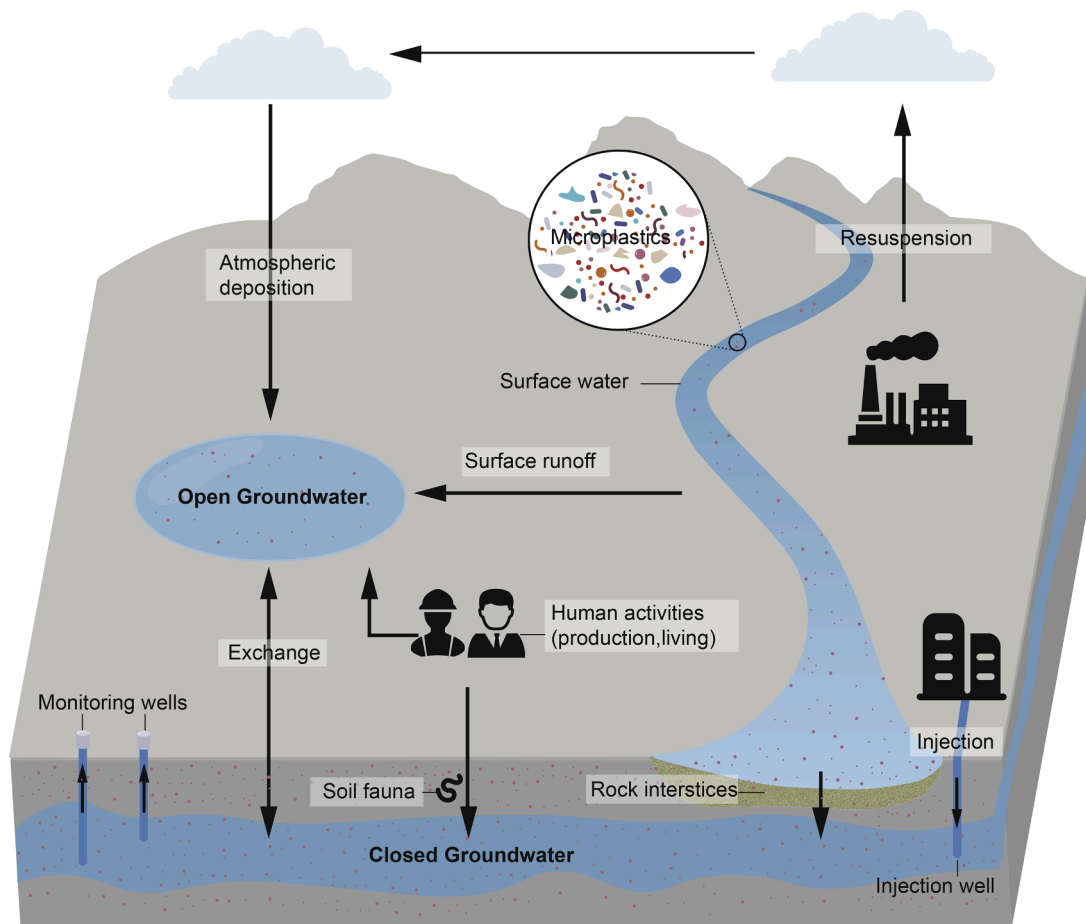 Atmospheric
deposition
Microplastics
Resuspension
Surface water
Surface runoff
Open Groundwater
Human activities
(production,living)
Exchange
Monitoring wells
Injection
Soil fauna
Rock interstices
Closed Groundwater
Injection well